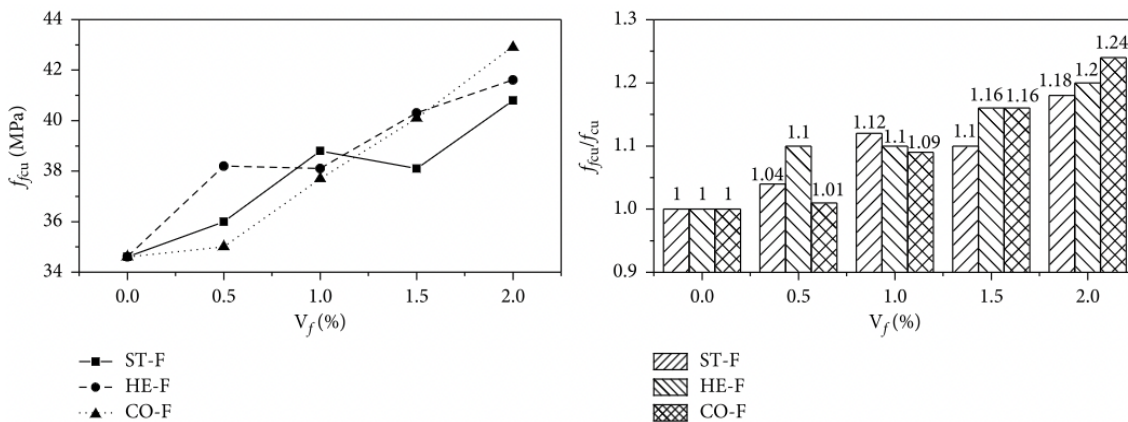 44
42
40
38
36
34
f_fcu (MPa)
0.0 0.5 1.0 1.5 2.0
V_f (%)
ST-F
HE-F
CO-F
1.3
1.2
1.1
1.0
0.9
f_fcu/f_cu
1 1 1
1.04 1.1 1.01
1.12 1.1 1.09
1.1 1.16 1.16
1.18 1.2 1.24
0.0 0.5 1.0 1.5 2.0
V_f (%)
ST-F
HE-F
CO-F